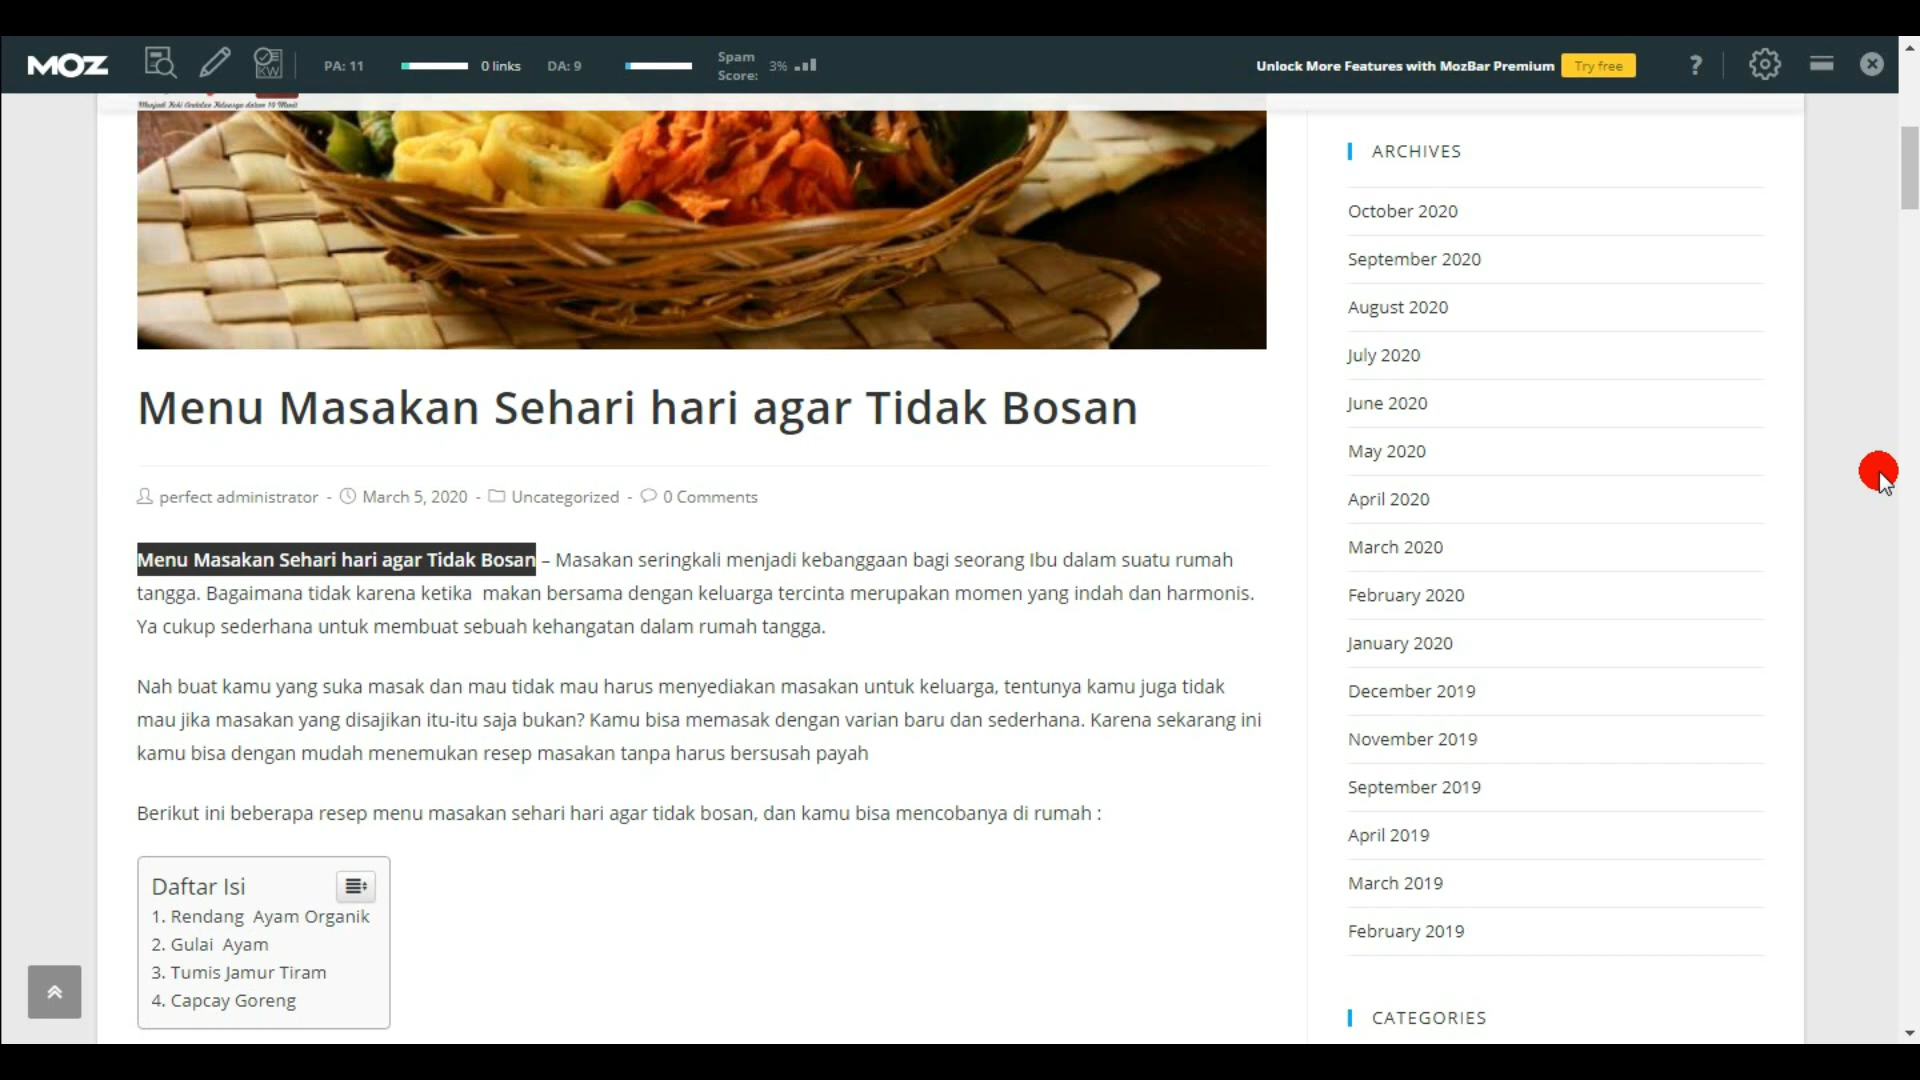 MOZ
KW
PA: 11
0 links
DA: 9
Spam Score:
3%
Unlock More Features with MozBar Premium
Try free
?
Menjadi Koki Andalan Keluarga dalam 10 Menit
Menu Masakan Sehari hari agar Tidak Bosan
perfect administrator - March 5, 2020 - Uncategorized - 0 Comments
Menu Masakan Sehari hari agar Tidak Bosan – Masakan seringkali menjadi kebanggaan bagi seorang Ibu dalam suatu rumah
tangga. Bagaimana tidak karena ketika  makan bersama dengan keluarga tercinta merupakan momen yang indah dan harmonis.
Ya cukup sederhana untuk membuat sebuah kehangatan dalam rumah tangga.
Nah buat kamu yang suka masak dan mau tidak mau harus menyediakan masakan untuk keluarga, tentunya kamu juga tidak
mau jika masakan yang disajikan itu-itu saja bukan? Kamu bisa memasak dengan varian baru dan sederhana. Karena sekarang ini
kamu bisa dengan mudah menemukan resep masakan tanpa harus bersusah payah
Berikut ini beberapa resep menu masakan sehari hari agar tidak bosan, dan kamu bisa mencobanya di rumah :
Daftar Isi
1. Rendang  Ayam Organik
2. Gulai  Ayam
3. Tumis Jamur Tiram
4. Capcay Goreng
ARCHIVES
October 2020
September 2020
August 2020
July 2020
June 2020
May 2020
April 2020
March 2020
February 2020
January 2020
December 2019
November 2019
September 2019
April 2019
March 2019
February 2019
CATEGORIES